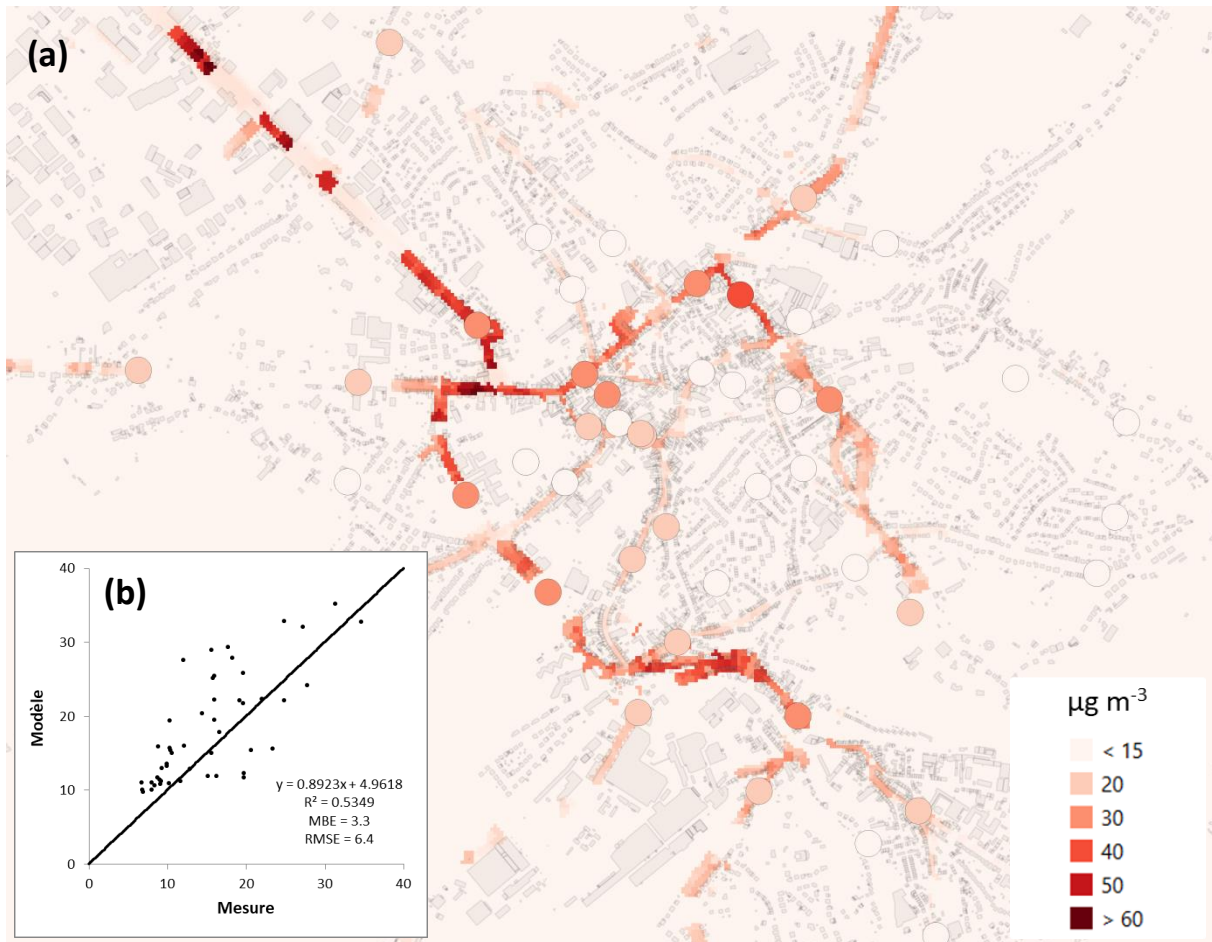 (a)
(b)
40
30
20
10
0
Modèle
y = 0.8923x + 4.9618
R² = 0.5349
MBE = 3.3
RMSE = 6.4
0 10 20 30 40
Mesure
µg m⁻³
< 15
20
30
40
50
> 60